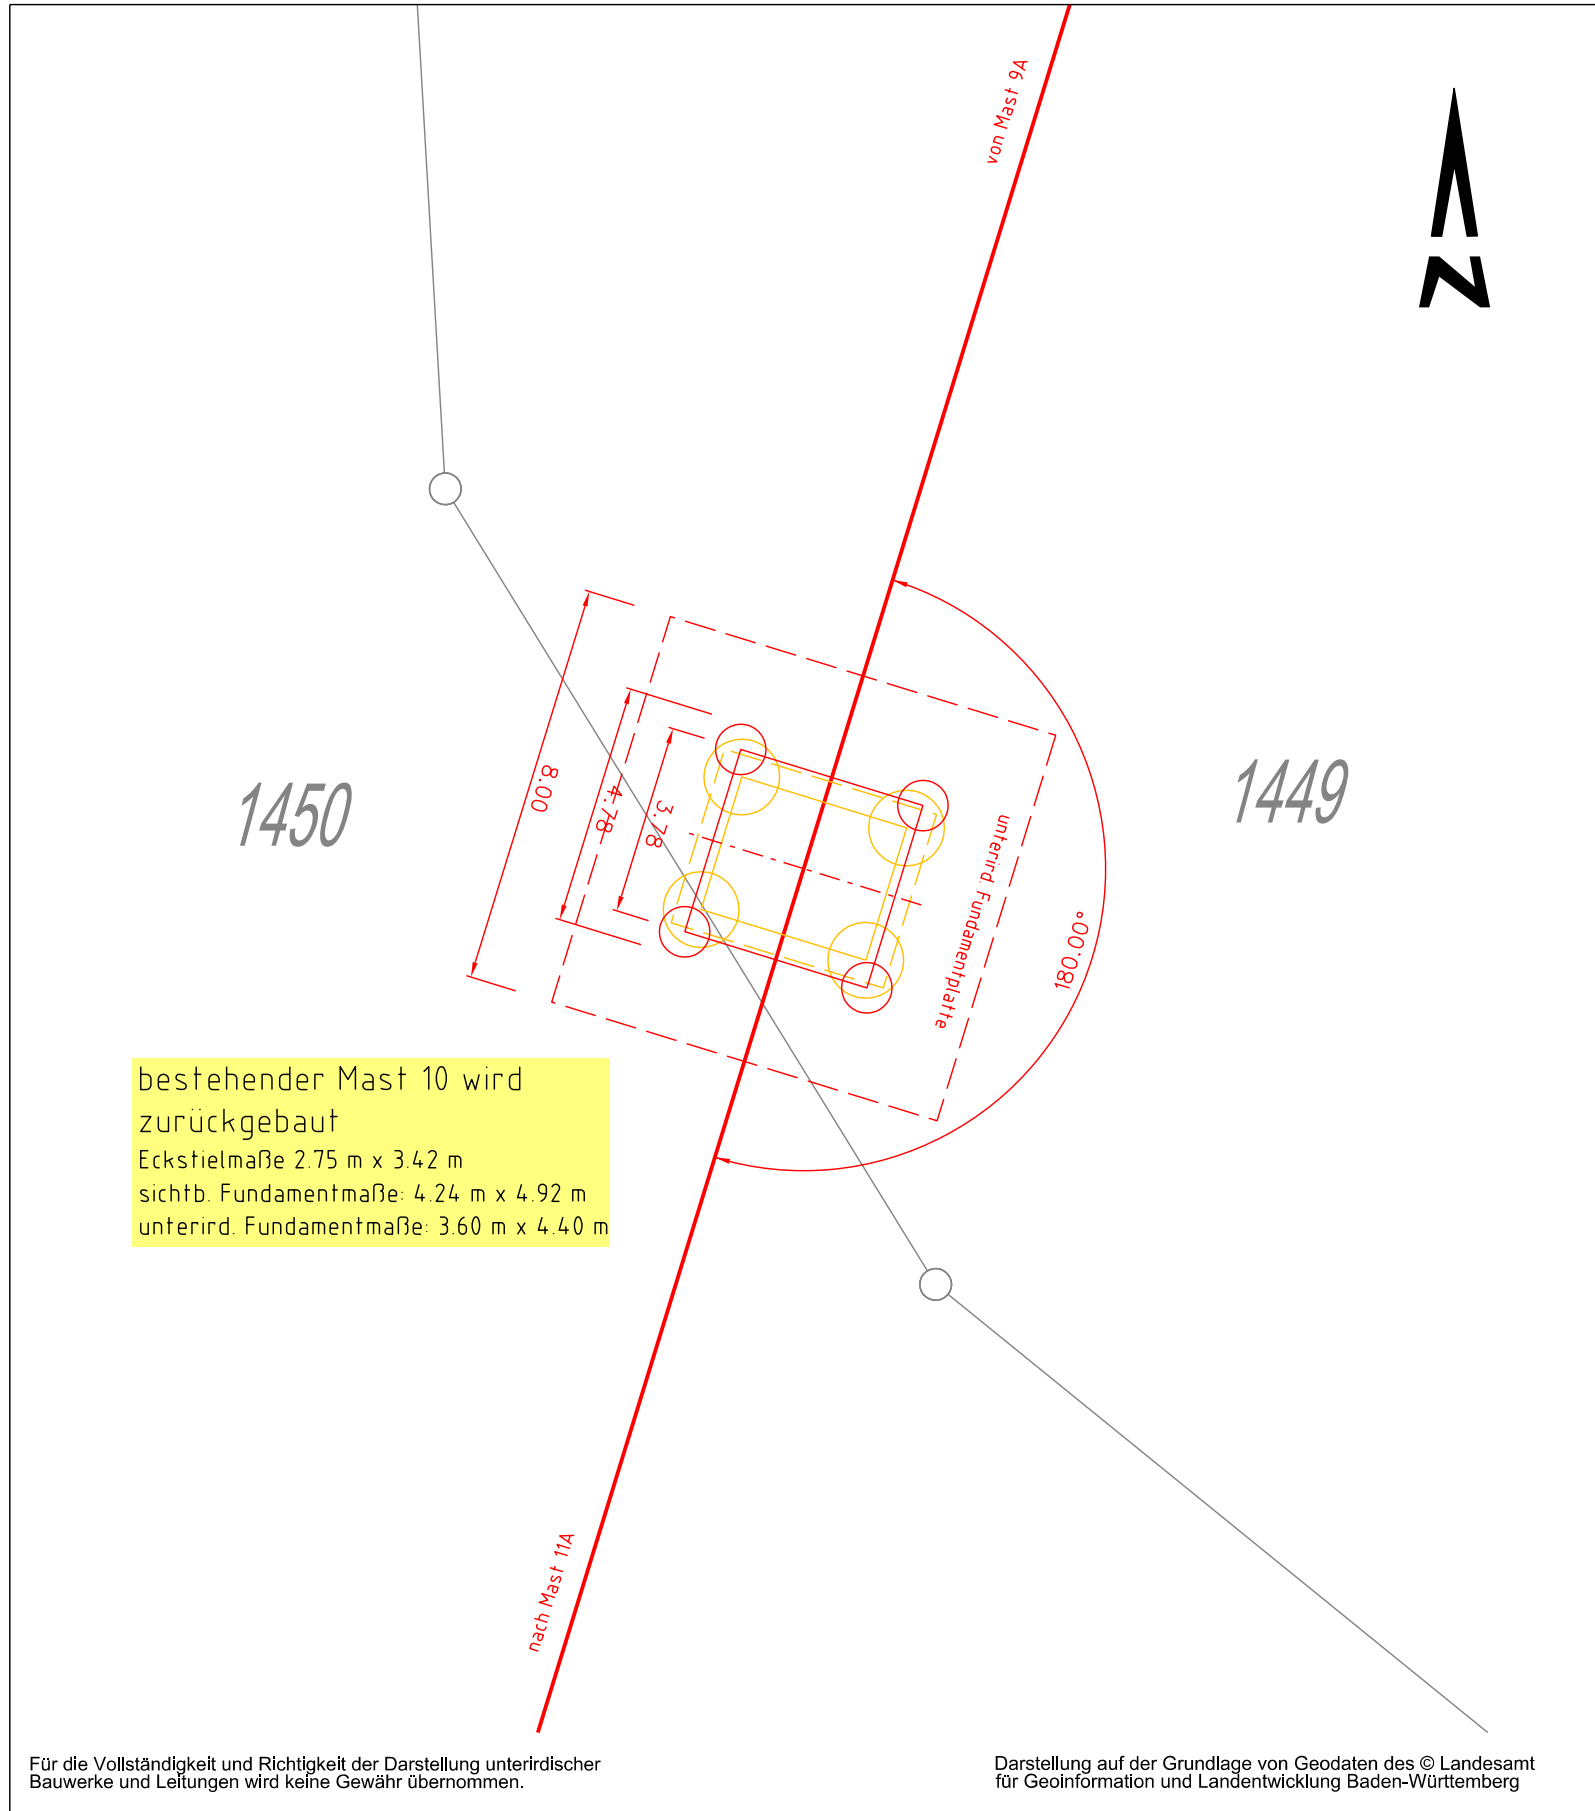 von Mast 9A
N
1450
1449
8.00
4.78
3.78
unterird. Fundamentplatte
180.00°
bestehender Mast 10 wird
zurückgebaut
Eckstielmaße 2.75 m x 3.42 m
sichtb. Fundamentmaße: 4.24 m x 4.92 m
unterird. Fundamentmaße: 3.60 m x 4.40 m
nach Mast 11A
Für die Vollständigkeit und Richtigkeit der Darstellung unterirdischer
Bauwerke und Leitungen wird keine Gewähr übernommen.
Darstellung auf der Grundlage von Geodaten des © Landesamt
für Geoinformation und Landentwicklung Baden-Württemberg